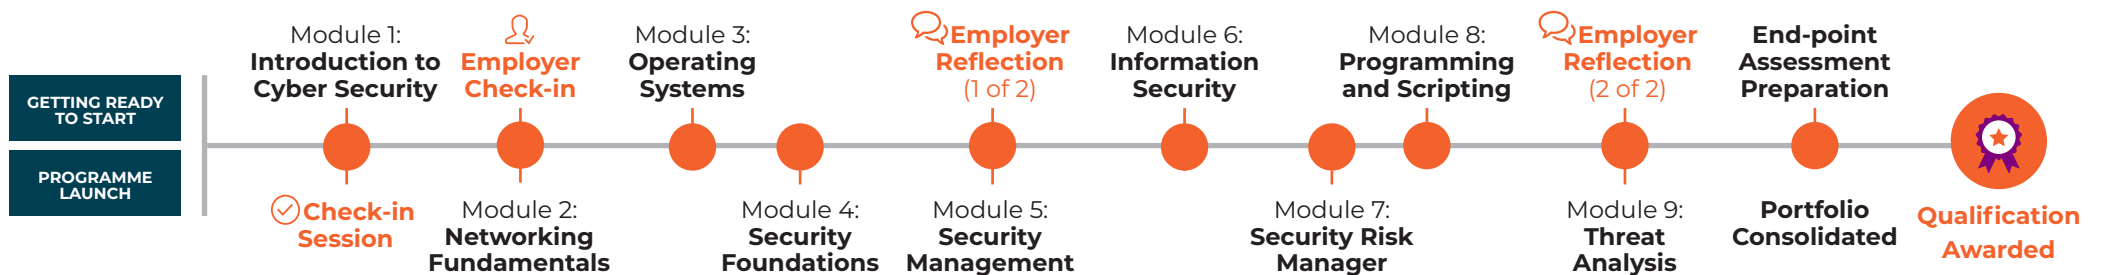 GETTING READY
TO START
PROGRAMME
LAUNCH
Module 1:
Introduction to
Cyber Security
Check-in
Session
Employer
Check-in
Module 2:
Networking
Fundamentals
Module 3:
Operating
Systems
Module 4:
Security
Foundations
Employer
Reflection
(1 of 2)
Module 5:
Security
Management
Module 6:
Information
Security
Module 7:
Security Risk
Manager
Module 8:
Programming
and Scripting
Employer
Reflection
(2 of 2)
Module 9:
Threat
Analysis
End-point
Assessment
Preparation
Portfolio
Consolidated
Qualification
Awarded